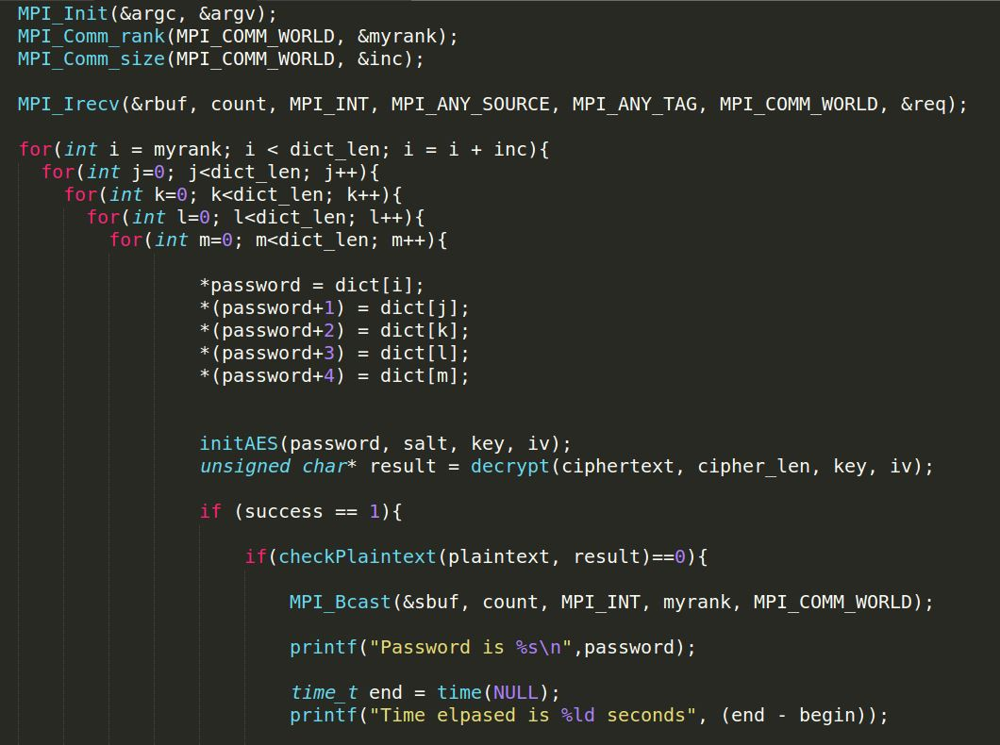 MPI_Init(&argc, &argv);
MPI_Comm_rank(MPI_COMM_WORLD, &myrank);
MPI_Comm_size(MPI_COMM_WORLD, &inc);
MPI_Irecv(&rbuf, count, MPI_INT, MPI_ANY_SOURCE, MPI_ANY_TAG, MPI_COMM_WORLD, &req);
for(int i = myrank; i < dict_len; i = i + inc){
for(int j=0; j<dict_len; j++){
for(int k=0; k<dict_len; k++){
for(int l=0; l<dict_len; l++){
for(int m=0; m<dict_len; m++){
*password = dict[i];
*(password+1) = dict[j];
*(password+2) = dict[k];
*(password+3) = dict[l];
*(password+4) = dict[m];
initAES(password, salt, key, iv);
unsigned char* result = decrypt(ciphertext, cipher_len, key, iv);
if (success == 1){
if(checkPlaintext(plaintext, result)==0){
MPI_Bcast(&sbuf, count, MPI_INT, myrank, MPI_COMM_WORLD);
printf("Password is %s\n",password);
time_t end = time(NULL);
printf("Time elpased is %ld seconds", (end - begin));